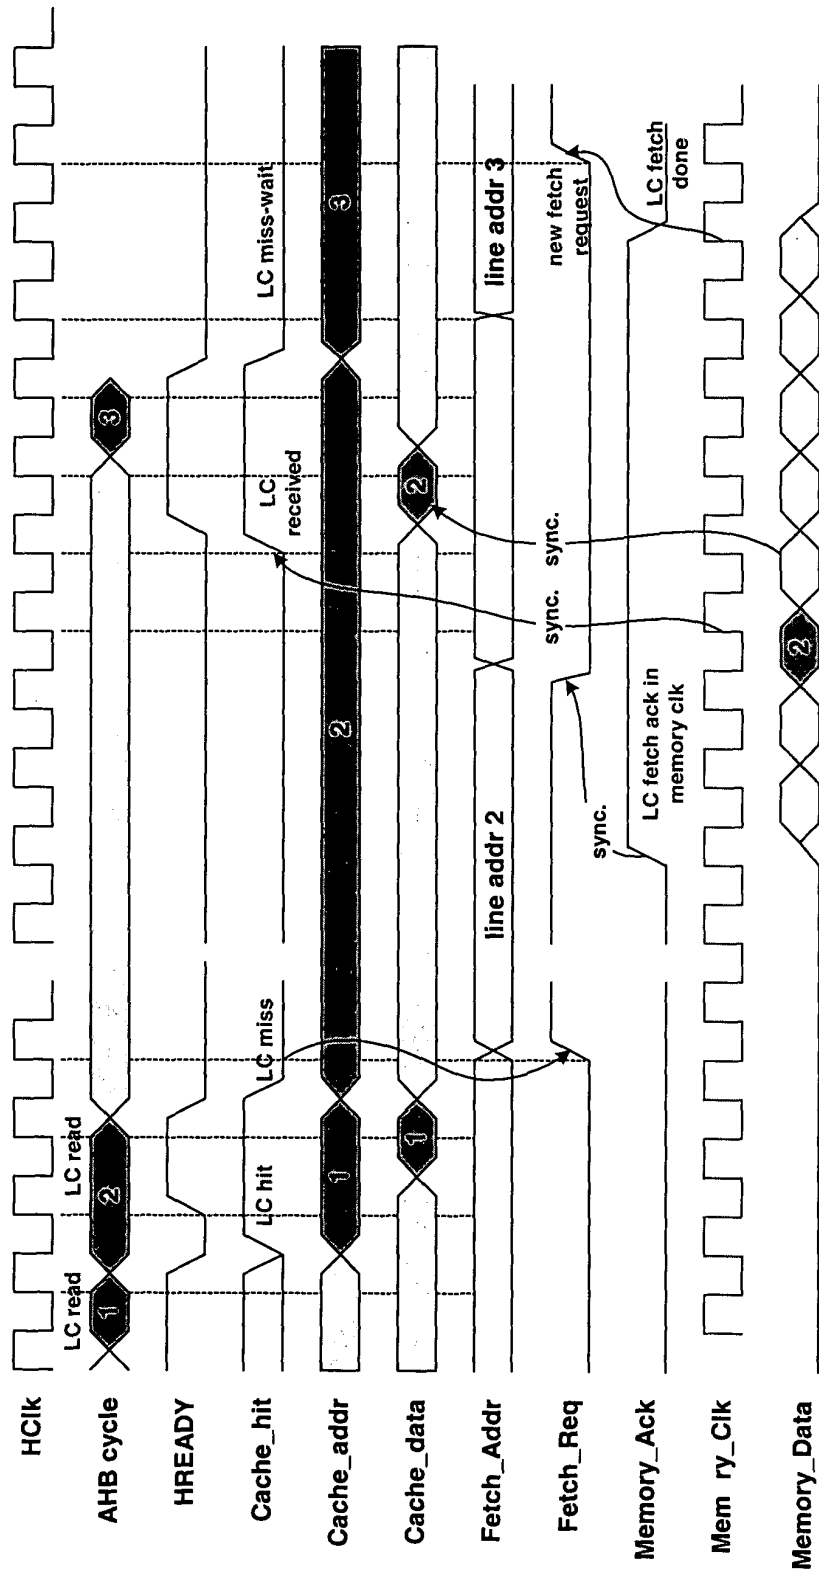 HClk
AHB cycle
LC read
1
LC read
2
3
HREADY
Cache_hit
LC hit
LC miss
LC
received
LC miss-wait
Cache_addr
1
2
3
Cache_data
1
2
Fetch_Addr
line addr 2
line addr 3
Fetch_Req
sync.
sync.
new fetch
request
Memory_Ack
sync.
LC fetch ack in
memory clk
LC fetch
done
Mem ry_Clk
Memory_Data
2